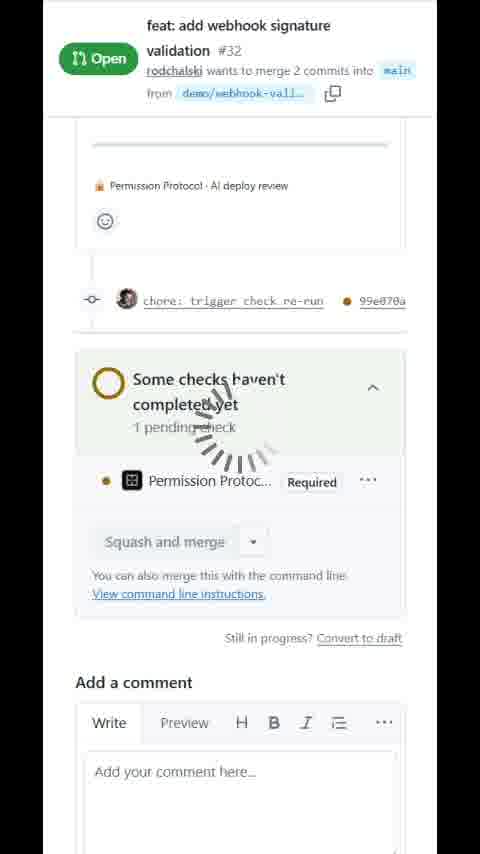 feat: add webhook signature
validation #32
Open
rodchalski wants to merge 2 commits into main
from demo/webhook-vali...
Permission Protocol · AI deploy review
chore: trigger check re-run 99e070a
Some checks haven't
completed yet
1 pending check
Permission Protoc... Required
Squash and merge
You can also merge this with the command line.
View command line instructions.
Still in progress? Convert to draft
Add a comment
Write Preview H B I
Add your comment here...